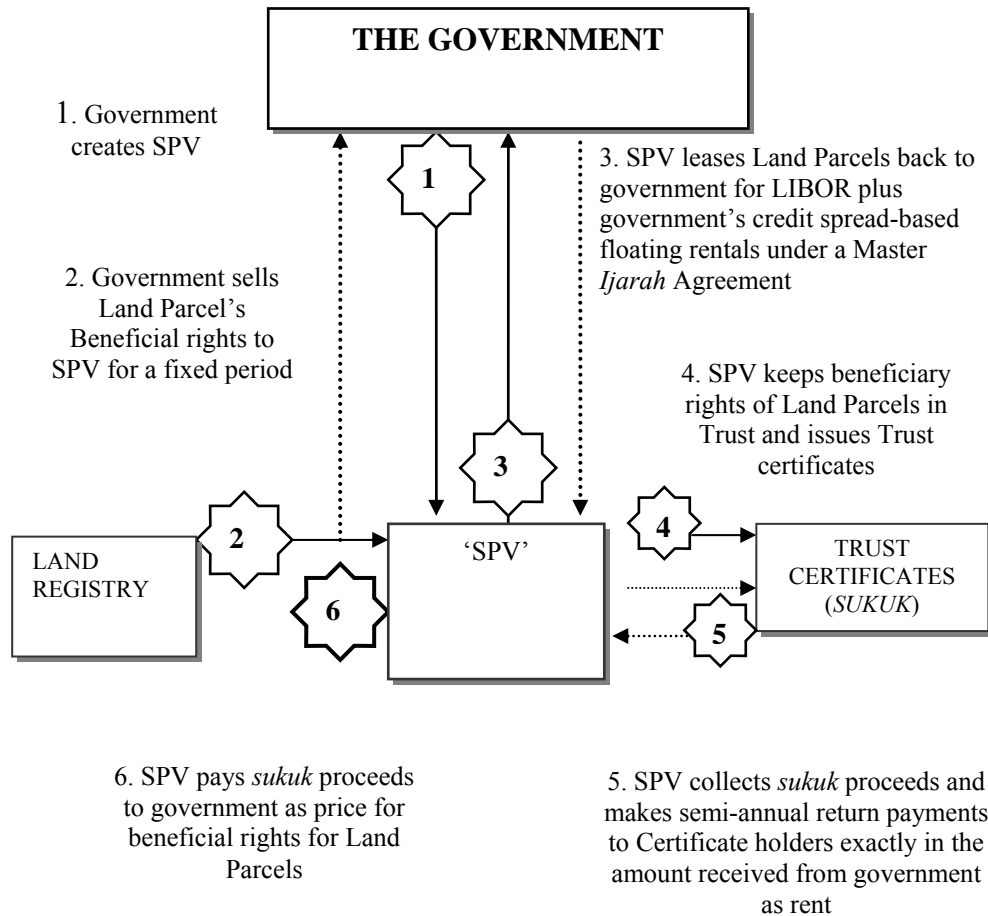 THE GOVERNMENT
1. Government
creates SPV
1
3. SPV leases Land Parcels back to
government for LIBOR plus
government's credit spread-based
floating rentals under a Master
Ijarah Agreement
2. Government sells
Land Parcel's
Beneficial rights to
SPV for a fixed period
4. SPV keeps beneficiary
rights of Land Parcels in
Trust and issues Trust
certificates
3
LAND
REGISTRY
2
'SPV'
4
TRUST
CERTIFICATES
(SUKUK)
6
5
6. SPV pays sukuk proceeds
to government as price for
beneficial rights for Land
Parcels
5. SPV collects sukuk proceeds and
makes semi-annual return payments
to Certificate holders exactly in the
amount received from government
as rent